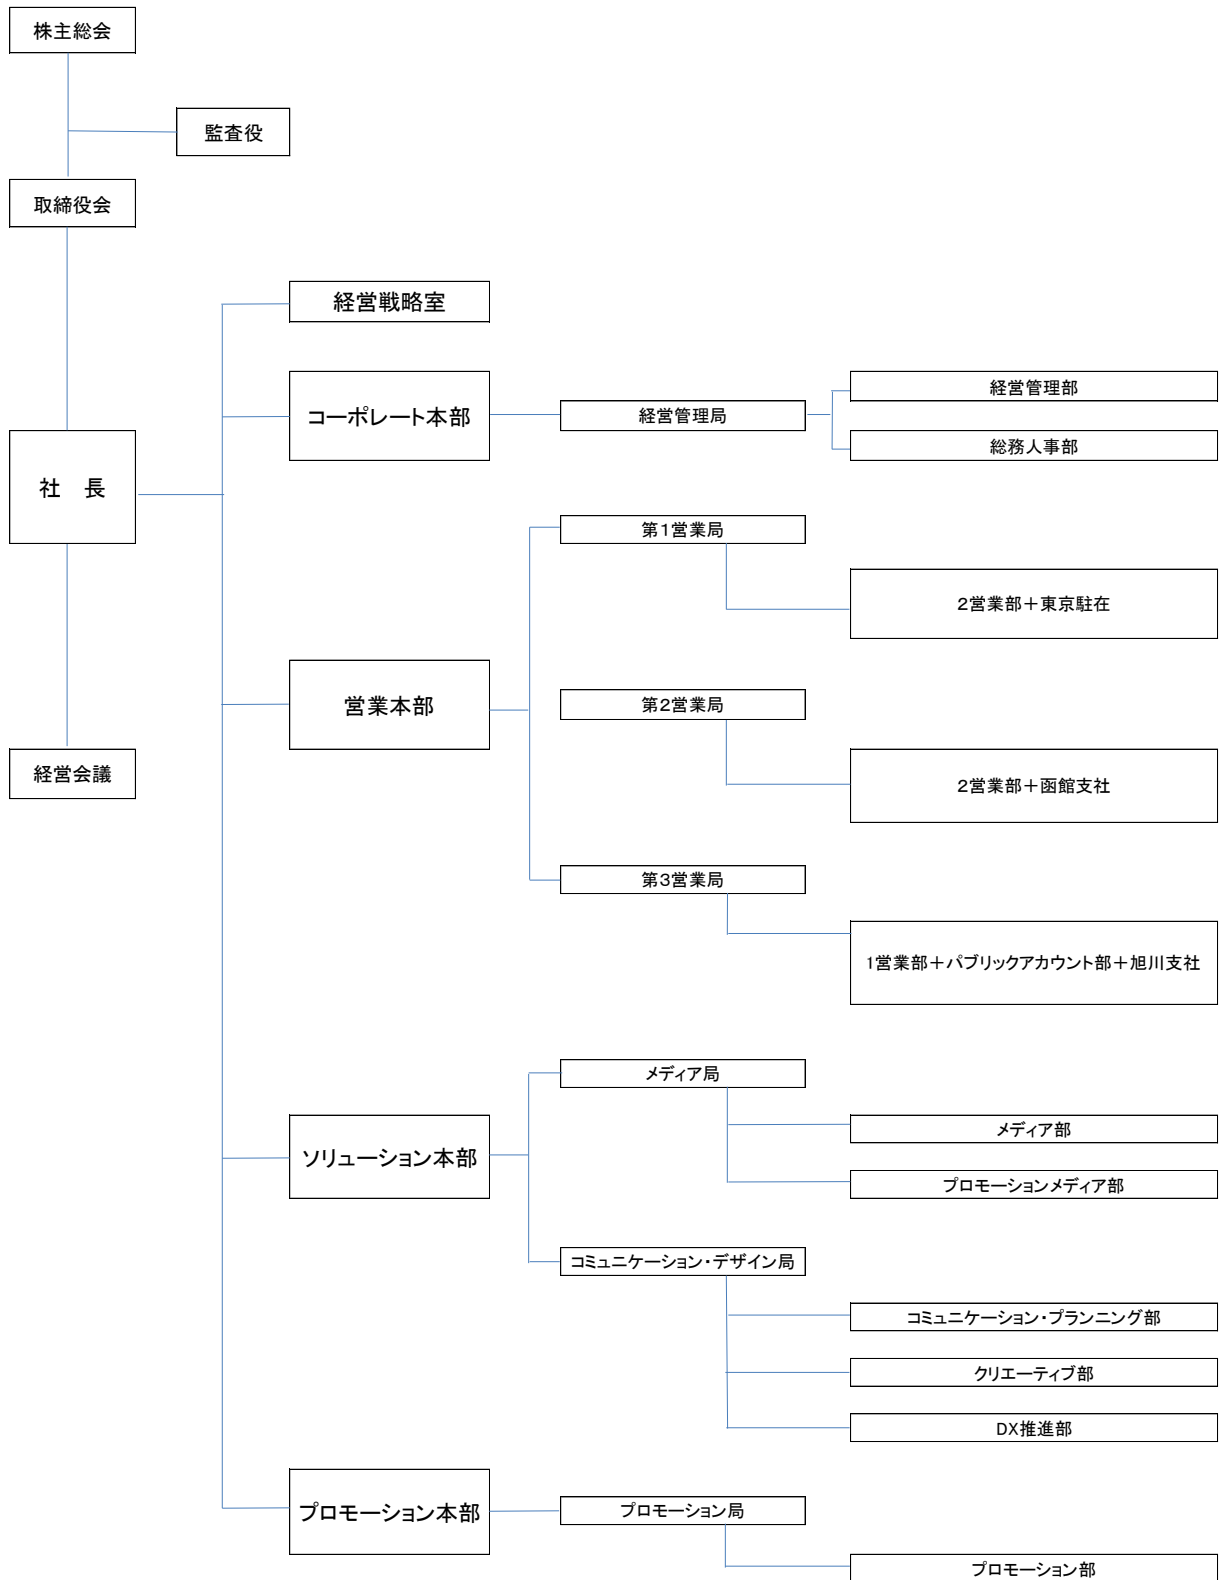 株主総会
監査役
取締役会
経営戦略室
コーポレート本部
経営管理局
経営管理部
総務人事部
社　長
第1営業局
2営業部＋東京駐在
営業本部
第2営業局
2営業部＋函館支社
経営会議
第3営業局
1営業部＋パブリックアカウント部＋旭川支社
メディア局
メディア部
ソリューション本部
プロモーションメディア部
コミュニケーション・デザイン局
コミュニケーション・プランニング部
クリエーティブ部
DX推進部
プロモーション本部
プロモーション局
プロモーション部